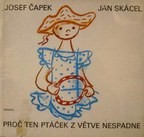 JOSEF ČAPEK JAN SKÁCEL
PROČ TEN PTÁČEK Z VĚTVE NESPADNE